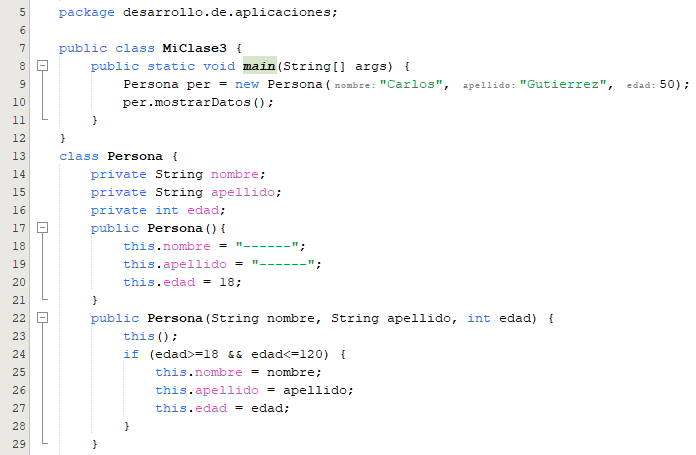 5 package desarrollo.de.aplicaciones;
6
7 public class MiClase3 {
8     public static void main(String[] args) {
9         Persona per = new Persona( nombre: "Carlos", apellido: "Gutierrez", edad: 50);
10         per.mostrarDatos();
11     }
12 }
13 class Persona {
14     private String nombre;
15     private String apellido;
16     private int edad;
17     public Persona(){
18         this.nombre = "------";
19         this.apellido = "------";
20         this.edad = 18;
21     }
22     public Persona(String nombre, String apellido, int edad) {
23         this();
24         if (edad>=18 && edad<=120) {
25             this.nombre = nombre;
26             this.apellido = apellido;
27             this.edad = edad;
28         }
29     }